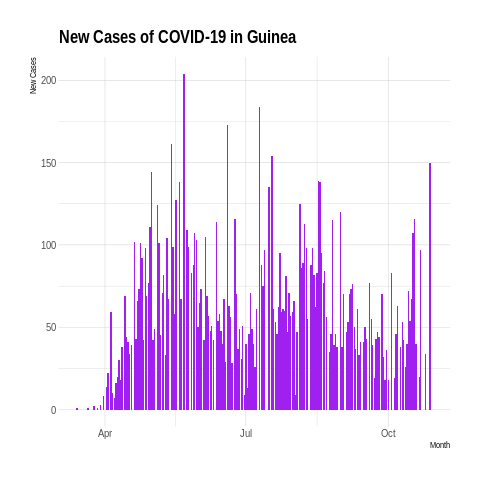 New Cases of COVID-19 in Guinea
New Cases
200
150
100
50
0
Apr
Jul
Oct
Month